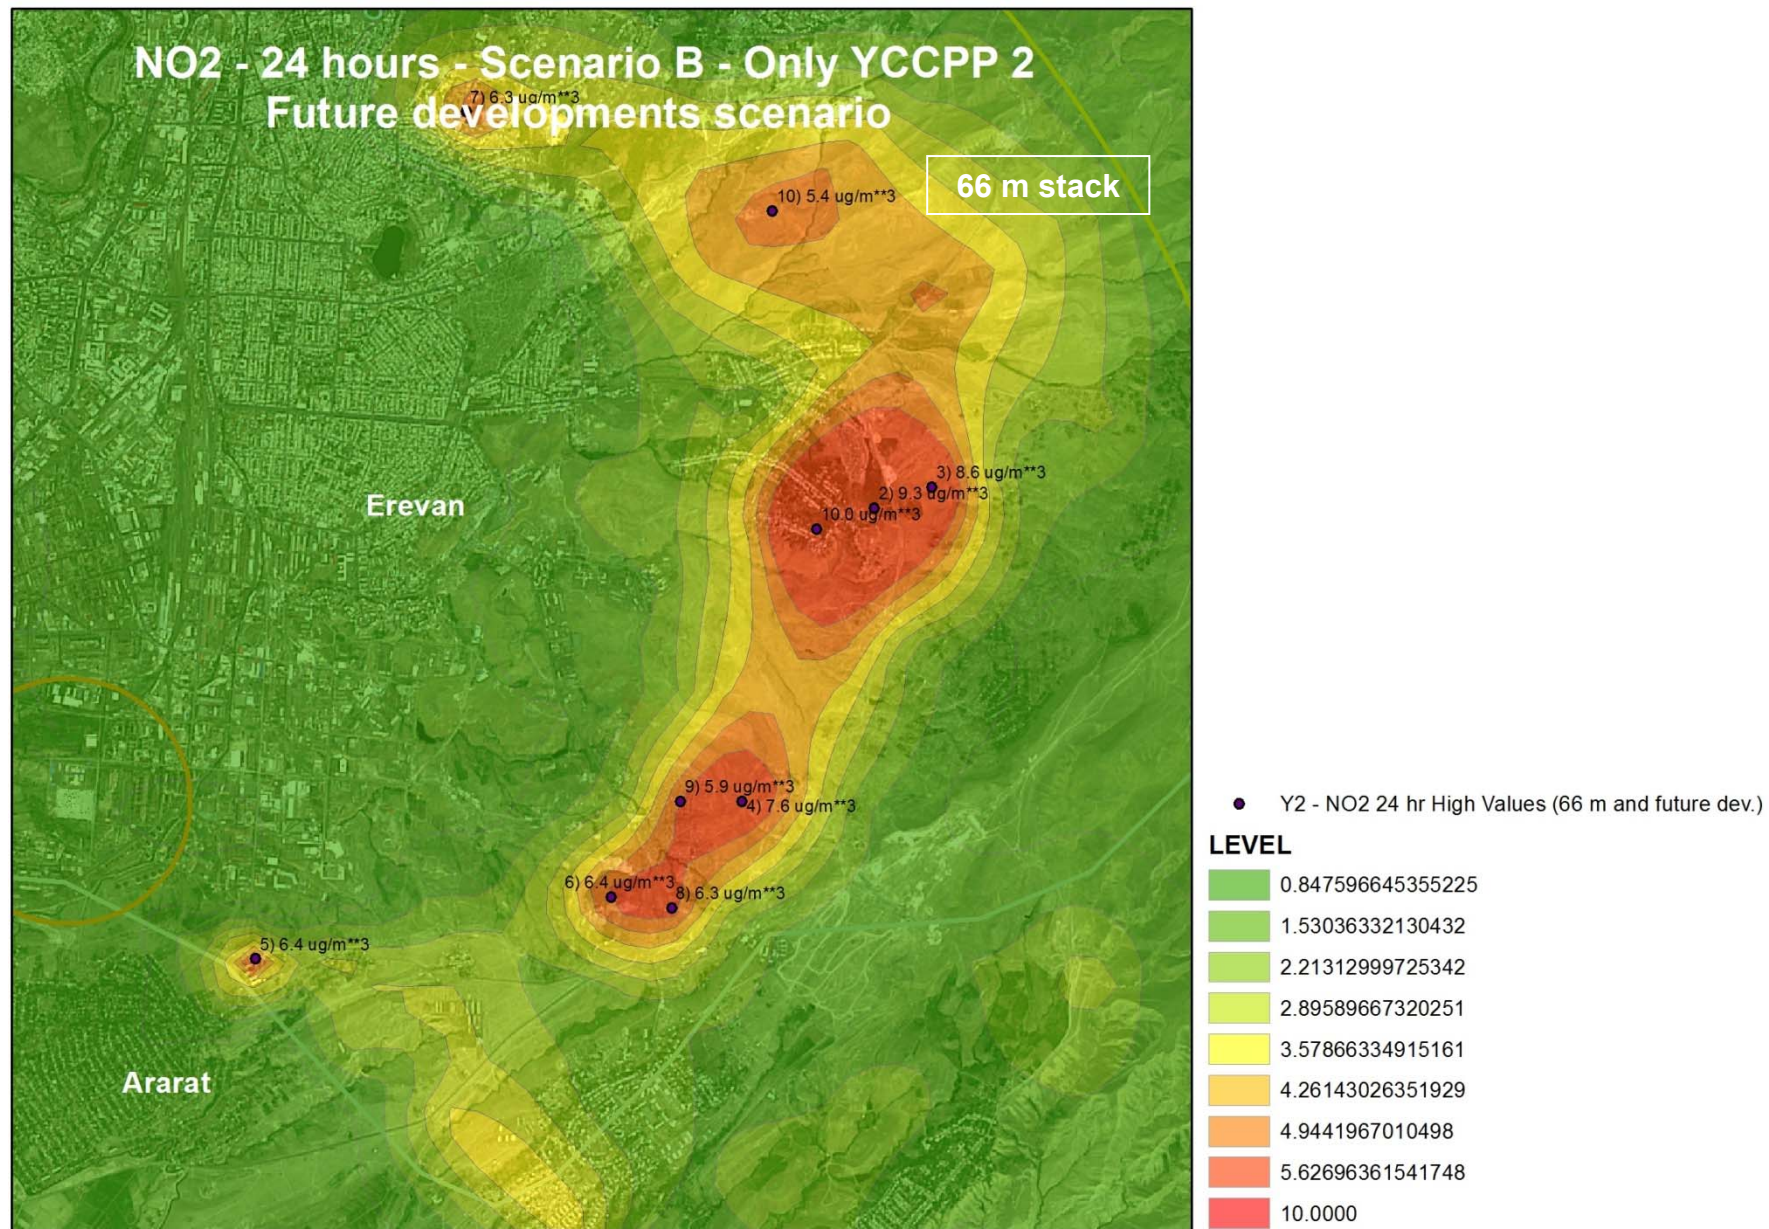 NO2 - 24 hours - Scenario B - Only YCCPP 2
7) 6.3 ug/m**3
Future developments scenario
66 m stack
10) 5.4 ug/m**3
3) 8.6 ug/m**3
2) 9.3 ug/m**3
10.0 ug/m**3
Erevan
9) 5.9 ug/m**3
4) 7.6 ug/m**3
6) 6.4 ug/m**3
8) 6.3 ug/m**3
5) 6.4 ug/m**3
Ararat
Y2 - NO2 24 hr High Values (66 m and future dev.)
LEVEL
0.847596645355225
1.53036332130432
2.21312999725342
2.89589667320251
3.57866334915161
4.26143026351929
4.9441967010498
5.62696361541748
10.0000